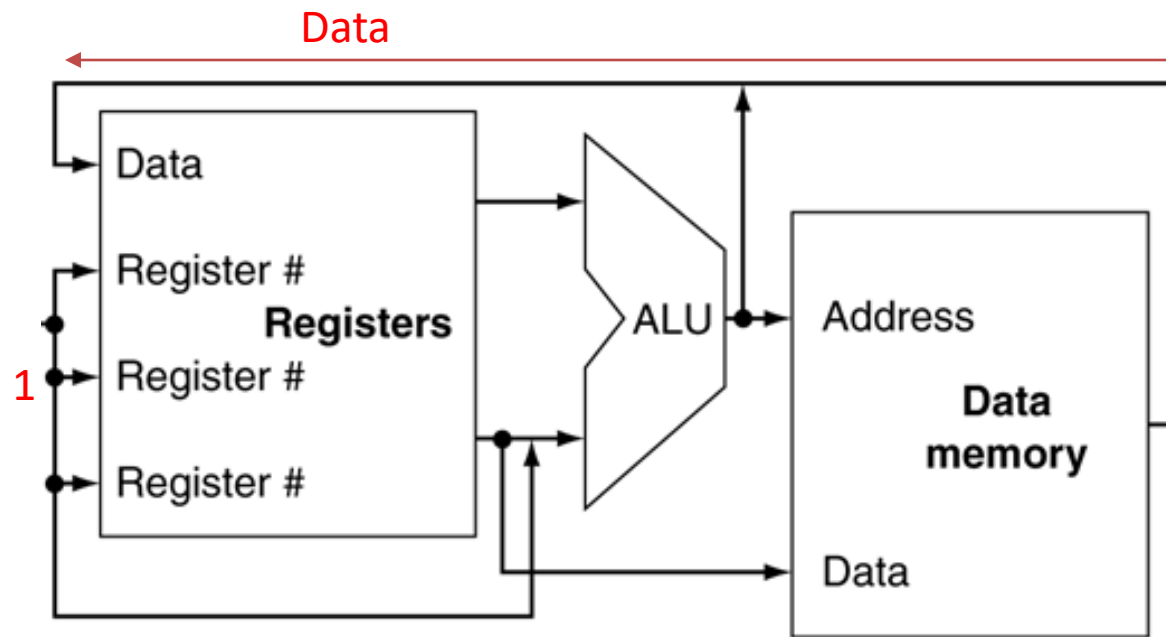 Data
Data
Register #
Registers
Register #
Register #
1
ALU
Address
Data
memory
Data